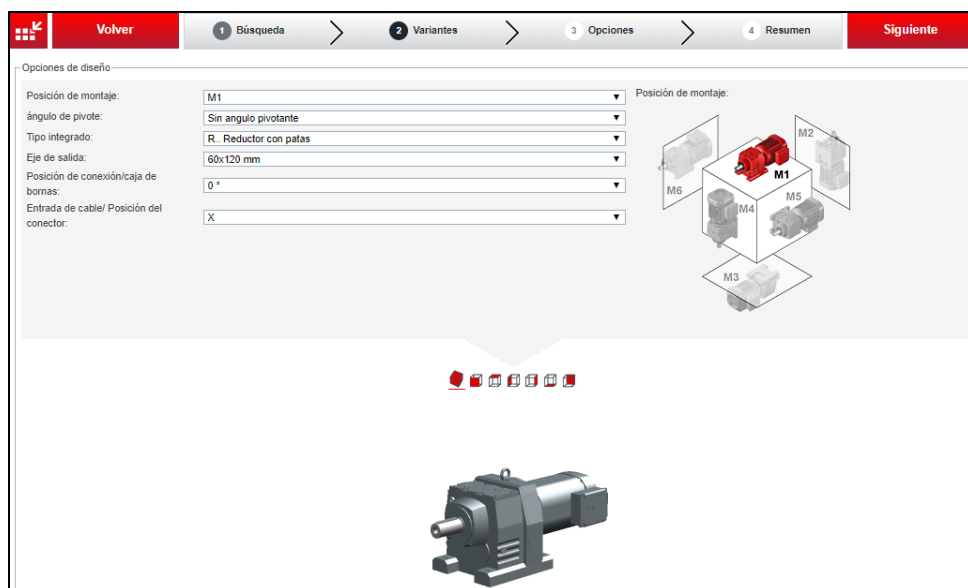 Volver
1 Búsqueda
2 Variantes
3 Opciones
4 Resumen
Siguiente
Opciones de diseño
Posición de montaje:
M1
ángulo de pivote:
Sin angulo pivotante
Tipo integrado:
R.. Reductor con patas
Eje de salida:
60x120 mm
Posición de conexión/caja de
bornas:
0 °
Entrada de cable/ Posición del
conector:
X
Posición de montaje:
M2
M1
M6
M5
M4
M3